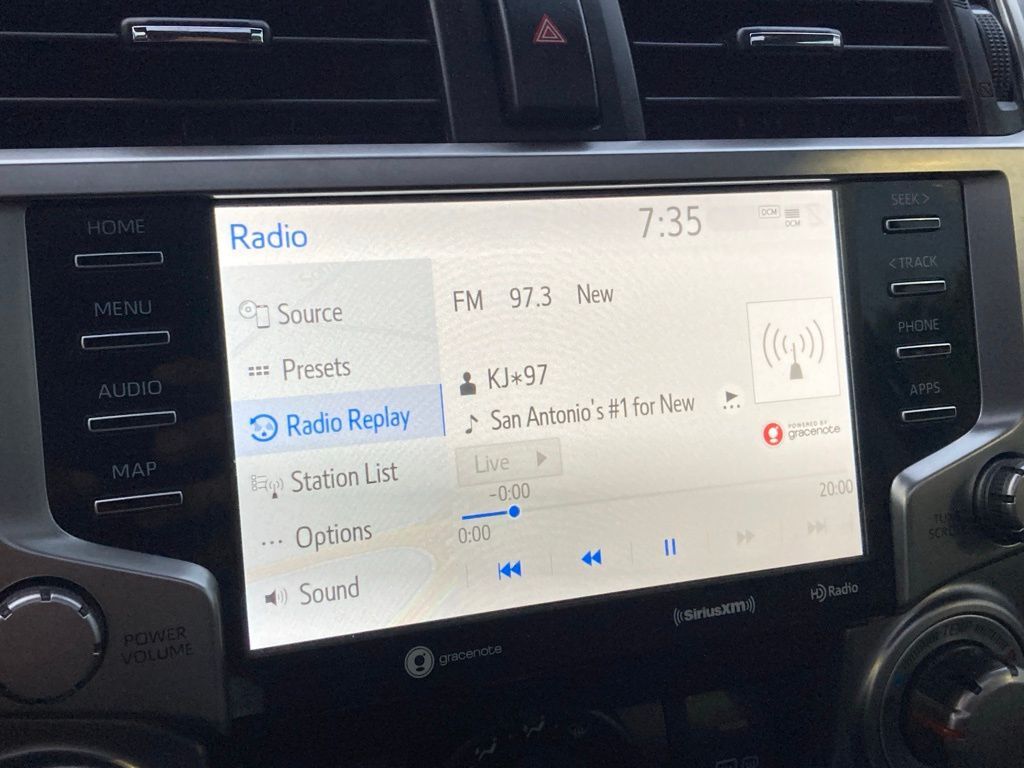 HOME
MENU
AUDIO
MAP
POWER
VOLUME
Radio
7:35
DCM
DCM
Source
Presets
Radio Replay
Station List
... Options
Sound
FM 97.3 New
KJ*97
San Antonio's #1 for New
POWERED BY
gracenote
Live
-0:00
20:00
0:00
SEEK >
< TRACK
PHONE
APPS
gracenote
((SiriusXM))
HD Radio